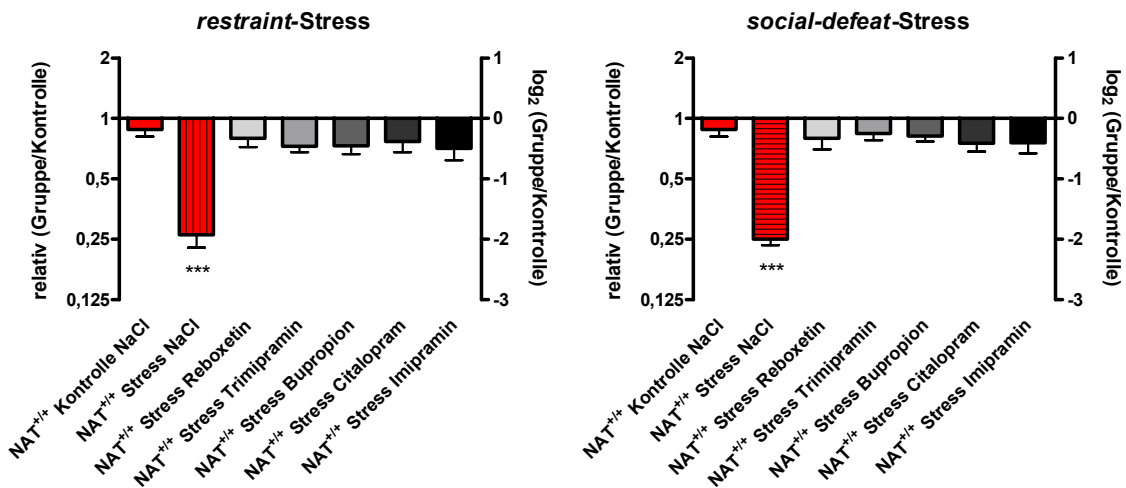 restraint-Stress
relativ (Gruppe/Kontrolle)
2
1
0,5
0,25
0,125
***
1
0
-1
-2
-3
log₂ (Gruppe/Kontrolle)
NAT⁺/⁺ Kontrolle NaCl
NAT⁺/⁺ Stress NaCl
NAT⁺/⁺ Stress Reboxetin
NAT⁺/⁺ Stress Trimipramin
NAT⁺/⁺ Stress Bupropion
NAT⁺/⁺ Stress Citalopram
NAT⁺/⁺ Stress Imipramin
social-defeat-Stress
relativ (Gruppe/Kontrolle)
2
1
0,5
0,25
0,125
***
1
0
-1
-2
-3
log₂ (Gruppe/Kontrolle)
NAT⁺/⁺ Kontrolle NaCl
NAT⁺/⁺ Stress NaCl
NAT⁺/⁺ Stress Reboxetin
NAT⁺/⁺ Stress Trimipramin
NAT⁺/⁺ Stress Bupropion
NAT⁺/⁺ Stress Citalopram
NAT⁺/⁺ Stress Imipramin